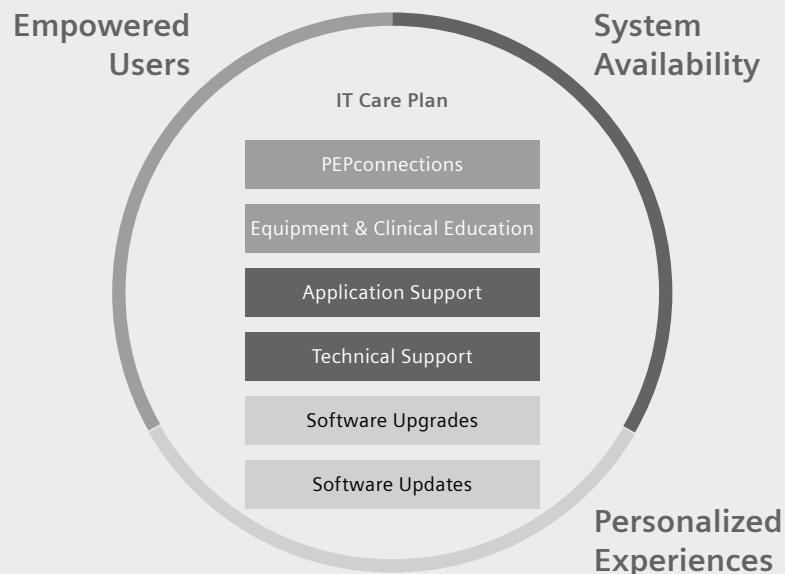 Empowered
Users
System
Availability
IT Care Plan
PEPconnections
Equipment & Clinical Education
Application Support
Technical Support
Software Upgrades
Software Updates
Personalized
Experiences